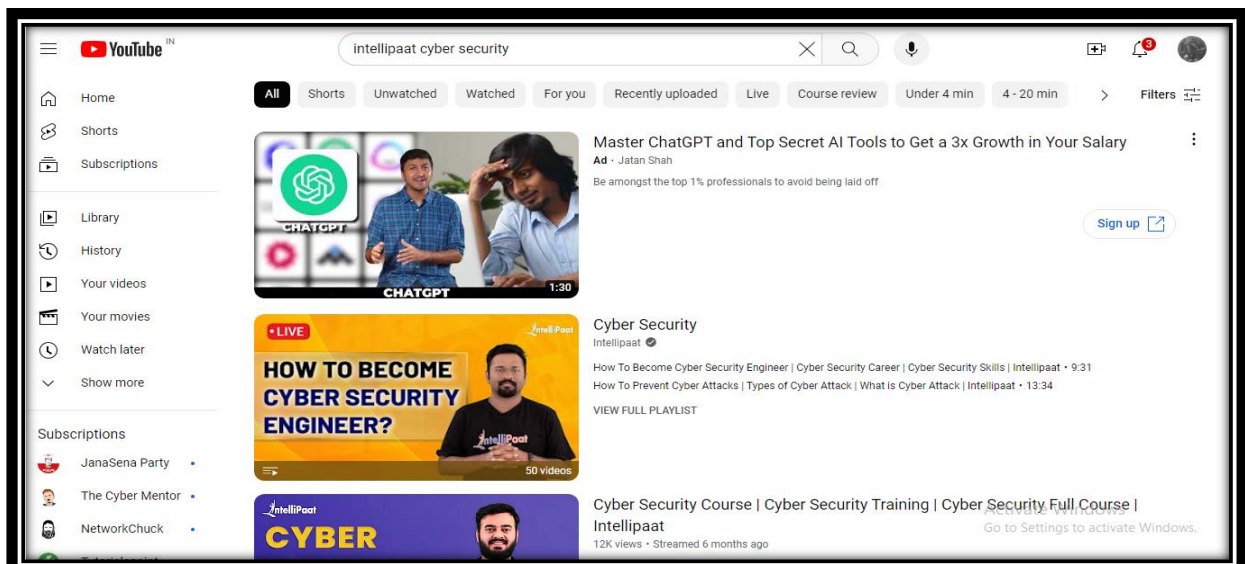 YouTube IN
intellipaat cyber security
3
Home
Shorts
Subscriptions
Library
History
Your videos
Your movies
Watch later
Show more
Subscriptions
JanaSena Party
The Cyber Mentor
NetworkChuck
All Shorts Unwatched Watched For you Recently uploaded Live Course review Under 4 min 4 - 20 min Filters
CHATGPT
CHATGPT
1:30
Master ChatGPT and Top Secret AI Tools to Get a 3x Growth in Your Salary
Ad · Jatan Shah
Be amongst the top 1% professionals to avoid being laid off
Sign up
• LIVE
IntelliPaat
HOW TO BECOME
CYBER SECURITY
ENGINEER?
IntelliPaat
50 videos
Cyber Security
Intellipaat
How To Become Cyber Security Engineer | Cyber Security Career | Cyber Security Skills | Intellipaat • 9:31
How To Prevent Cyber Attacks | Types of Cyber Attack | What is Cyber Attack | Intellipaat • 13:34
VIEW FULL PLAYLIST
IntelliPaat
CYBER
Cyber Security Course | Cyber Security Training | Cyber Security Full Course |
Intellipaat
12K views • Streamed 6 months ago
Activate Windows
Go to Settings to activate Windows.